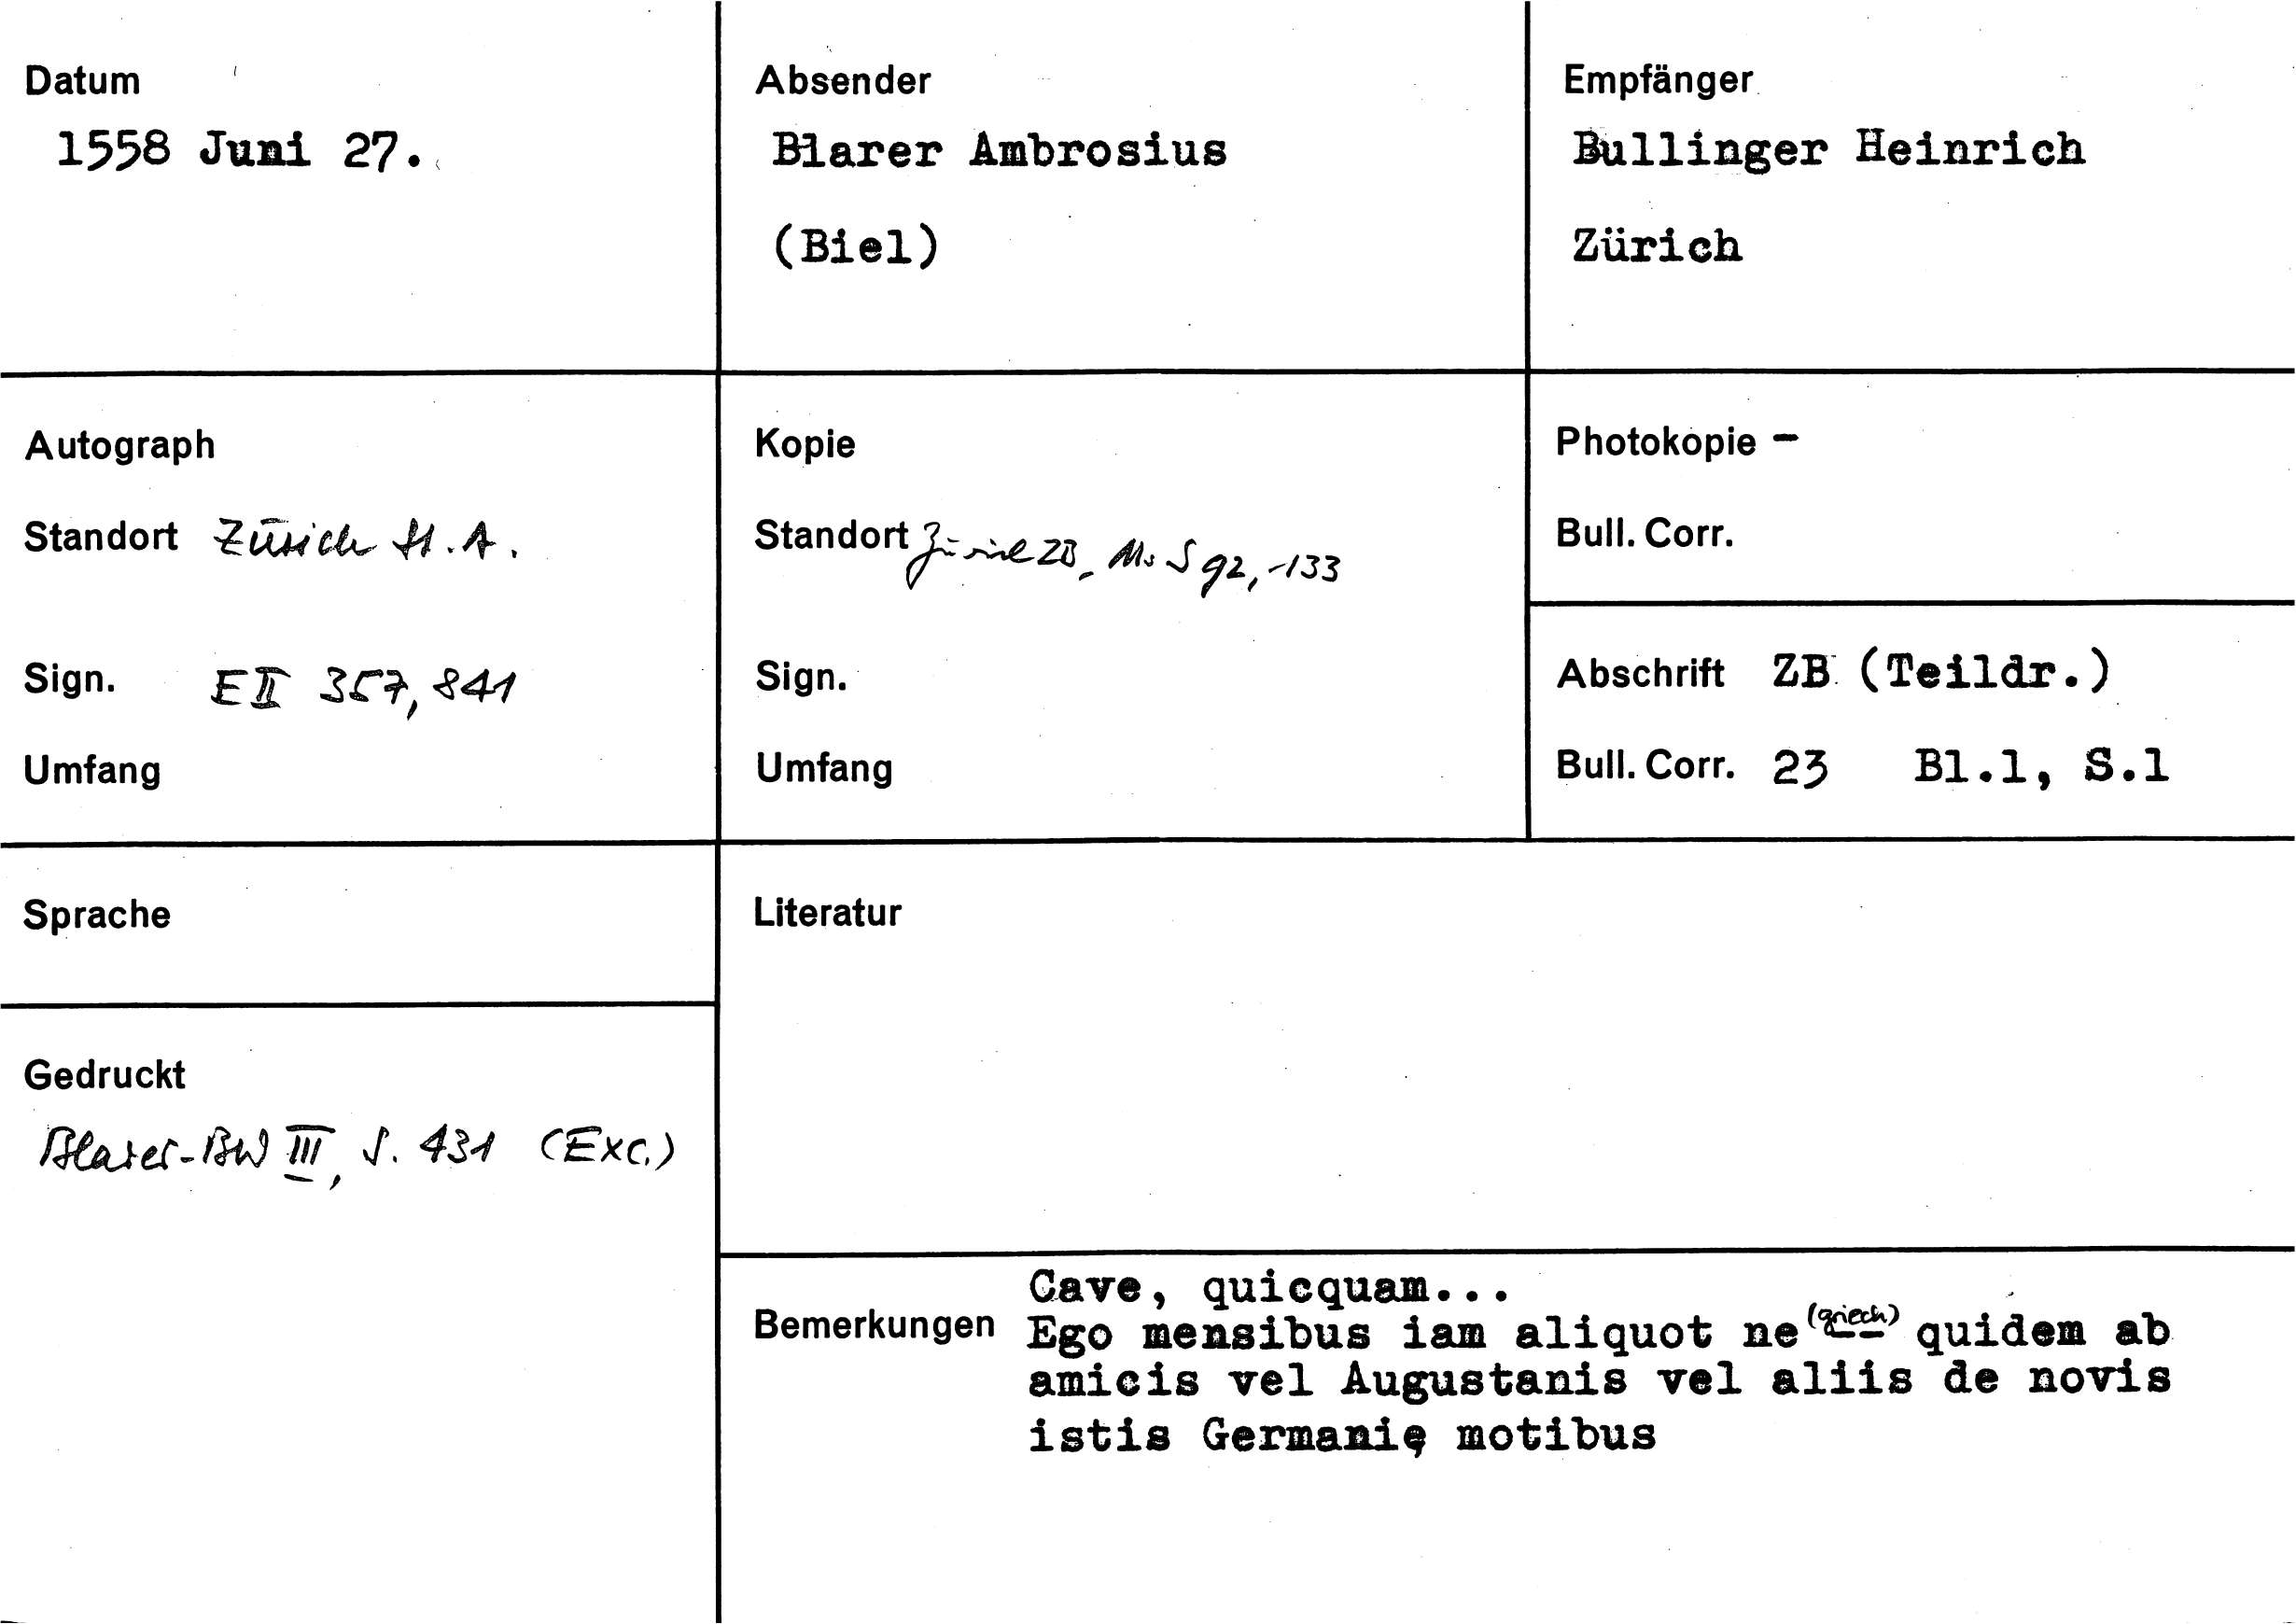 Datum
1558 Juni 27.
Absender
Blarer Ambrosius
(Biel)
Empfänger
Bullinger Heinrich
Zürich
Autograph
Standort Zürich St.A.
Sign. EII 357, 841
Umfang
Kopie
Standort Zürich ZB, Ms S 92, -133
Sign.
Umfang
Photokopie -
Bull. Corr.
Abschrift ZB (Teildr.)
Bull. Corr. 23 Bl.1, S.1
Sprache
Gedruckt
Blarer-BW III, S. 431 (Exc.)
Literatur
Bemerkungen
Cave, quicquam...
Ego mensibus iam aliquot ne (griech) quidem ab
amicis vel Augustanis vel aliis de novis
istis Germanię motibus